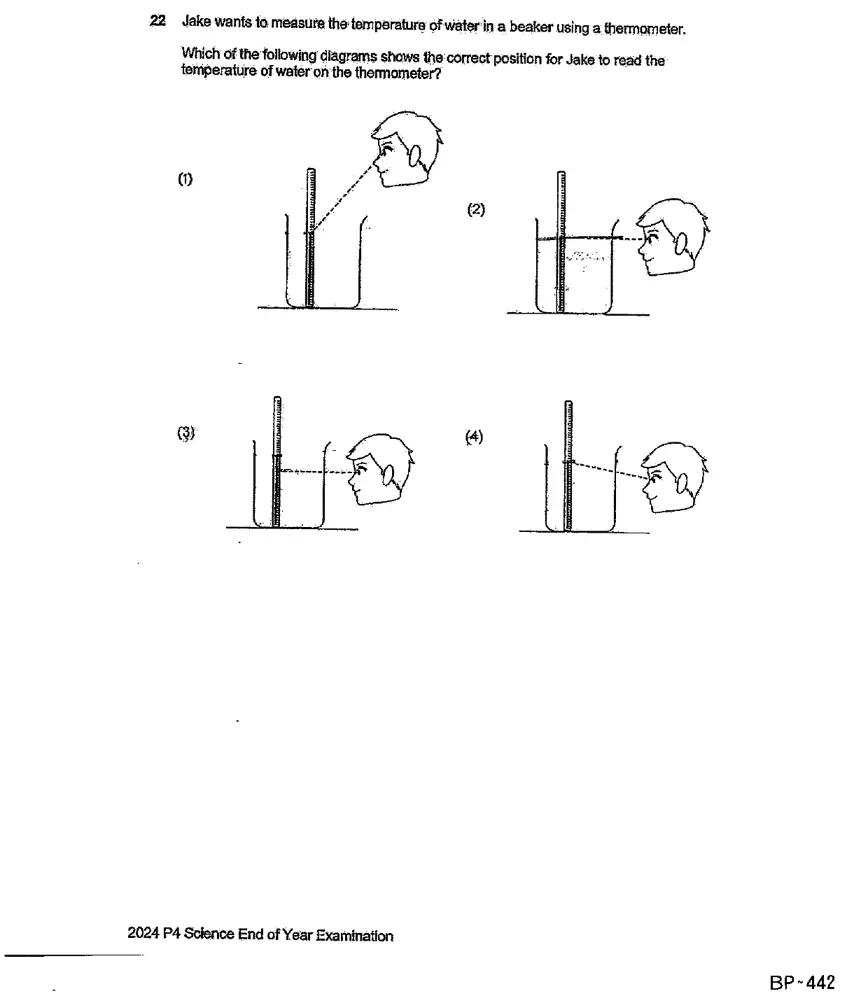 22 Jake wants to measure the temperature of water in a beaker using a thermometer.
Which of the following diagrams shows the correct position for Jake to read the
temperature of water on the thermometer?
(1)
(2)
(3)
(4)
2024 P4 Science End of Year Examination
BP-442